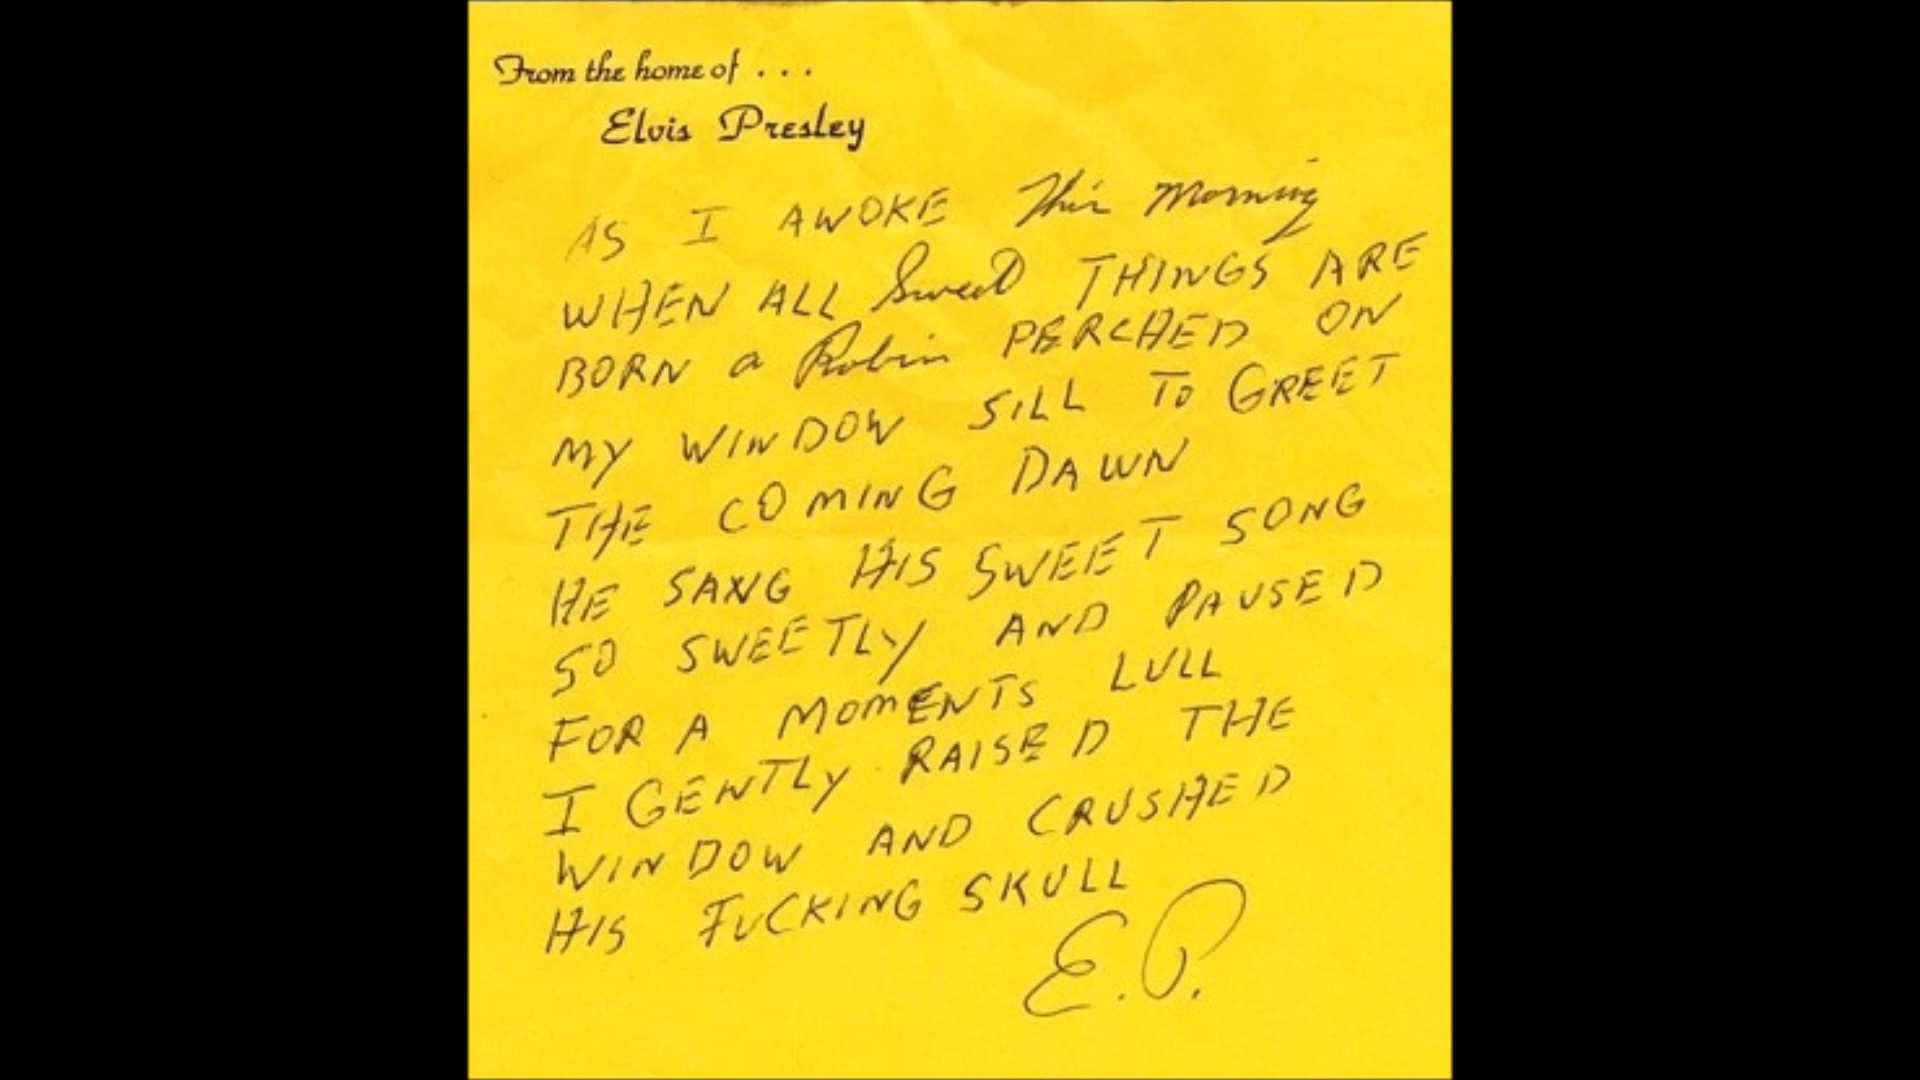 From the home of . . .
Elvis Presley
AS I AWOKE This Morning
WHEN ALL Sweet THINGS ARE
BORN a Robin PERCHED ON
MY WINDOW SILL TO GREET
THE COMING DAWN
HE SANG HIS SWEET SONG
SO SWEETLY AND PAUSED
FOR A MOMENTS LULL
I GENTLY RAISED THE
WINDOW AND CRUSHED
HIS FUCKING SKULL
E.P.